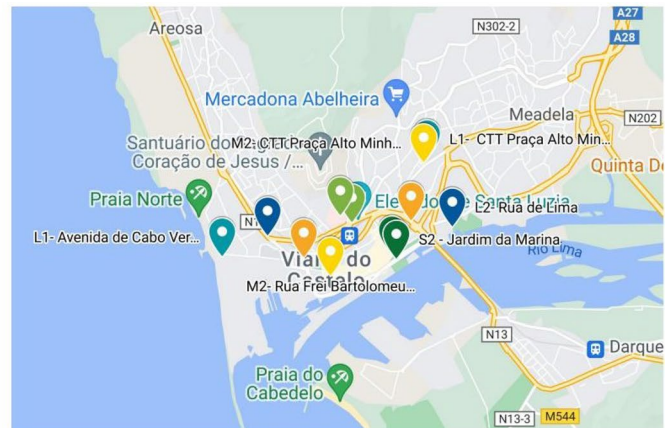 A27
Areosa
N302-2
A28
Mercadona Abelheira
Meadela
N202
L1- CTT Praça Alto Min...
Santuário do
M2- CTT Praça Alto Minh...
Coração de Jesus /...
Quinta D
Praia Norte
Santa Luzia
L2- Rua de Lima
N1
L1- Avenida de Cabo Ver...
S2 - Jardim da Marina
Rio Lima
Viana do
Castelo
M2- Rua Frei Bartolomeu...
N13
Darque
Praia do
Cabedelo
N13-3
M544